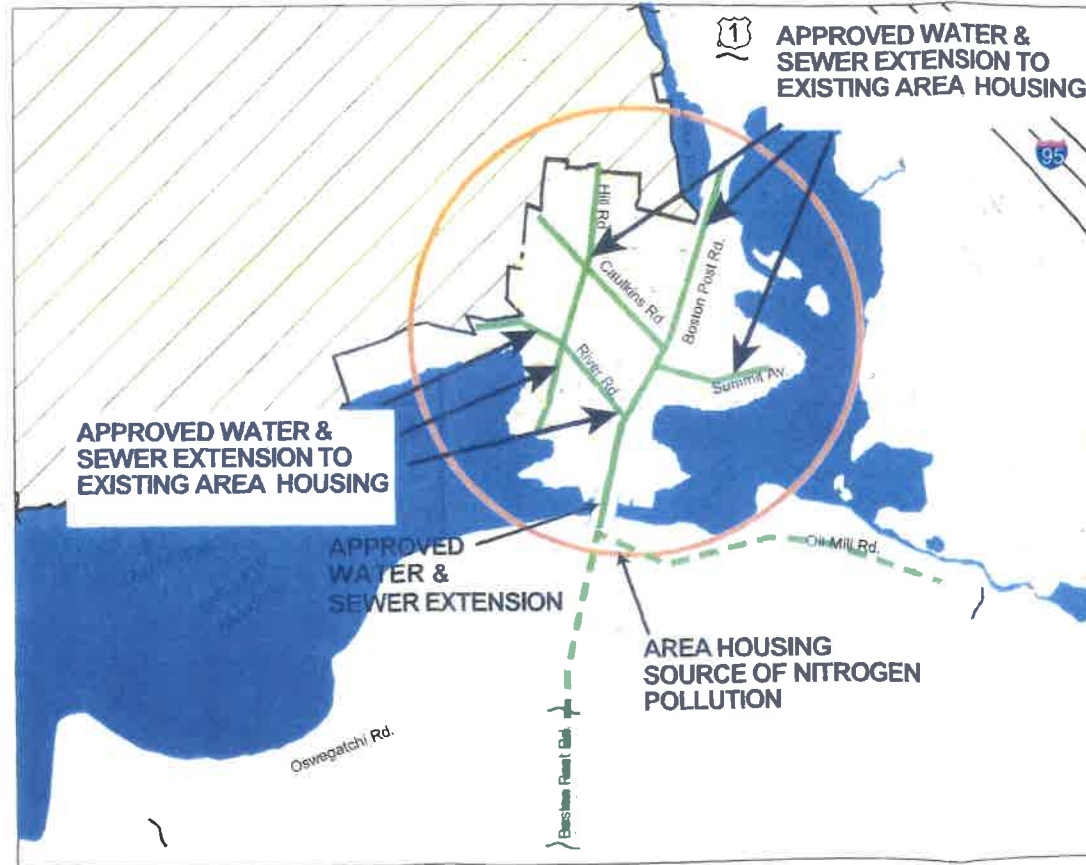 1
APPROVED WATER &
SEWER EXTENSION TO
EXISTING AREA HOUSING
95
Hill Rd.
Caulkins Rd
Boston Post Rd.
River Rd.
Summit Av.
APPROVED WATER &
SEWER EXTENSION TO
EXISTING AREA HOUSING
APPROVED
WATER &
SEWER EXTENSION
Oil Mill Rd.
AREA HOUSING
SOURCE OF NITROGEN
POLLUTION
Oswegatchi Rd.
Boston Post Rd.